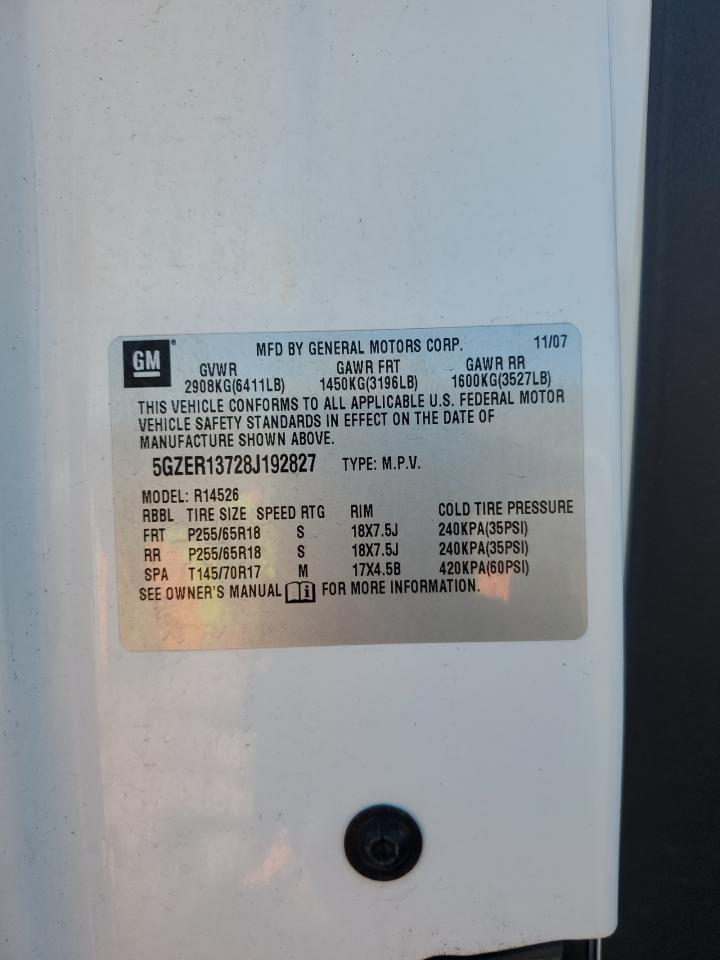 GM® MFD BY GENERAL MOTORS CORP. 11/07
GVWR GAWR FRT GAWR RR
2908KG(6411LB) 1450KG(3196LB) 1600KG(3527LB)
THIS VEHICLE CONFORMS TO ALL APPLICABLE U.S. FEDERAL MOTOR
VEHICLE SAFETY STANDARDS IN EFFECT ON THE DATE OF
MANUFACTURE SHOWN ABOVE.
5GZER13728J192827 TYPE: M.P.V.
MODEL: R14526
RBBL TIRE SIZE SPEED RTG RIM COLD TIRE PRESSURE
FRT P255/65R18 S 18X7.5J 240KPA(35PSI)
RR P255/65R18 S 18X7.5J 240KPA(35PSI)
SPA T145/70R17 M 17X4.5B 420KPA(60PSI)
SEE OWNER'S MANUAL i FOR MORE INFORMATION.